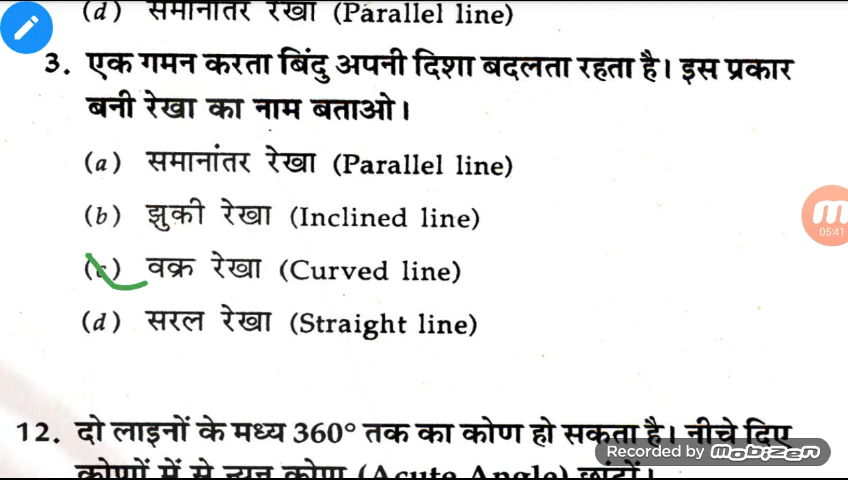 (d) समानांतर रेखा (Parallel line)
3. एक गमन करता बिंदु अपनी दिशा बदलता रहता है। इस प्रकार
बनी रेखा का नाम बताओ।
(a) समानांतर रेखा (Parallel line)
(b) झुकी रेखा (Inclined line)
(c) वक्र रेखा (Curved line)
(d) सरल रेखा (Straight line)
05:41
12. दो लाइनों के मध्य 360° तक का कोण हो सकता है। नीचे दिए
Recorded by mobizen
कोणों में से न्यून कोण (Acute Angle) छांटों।